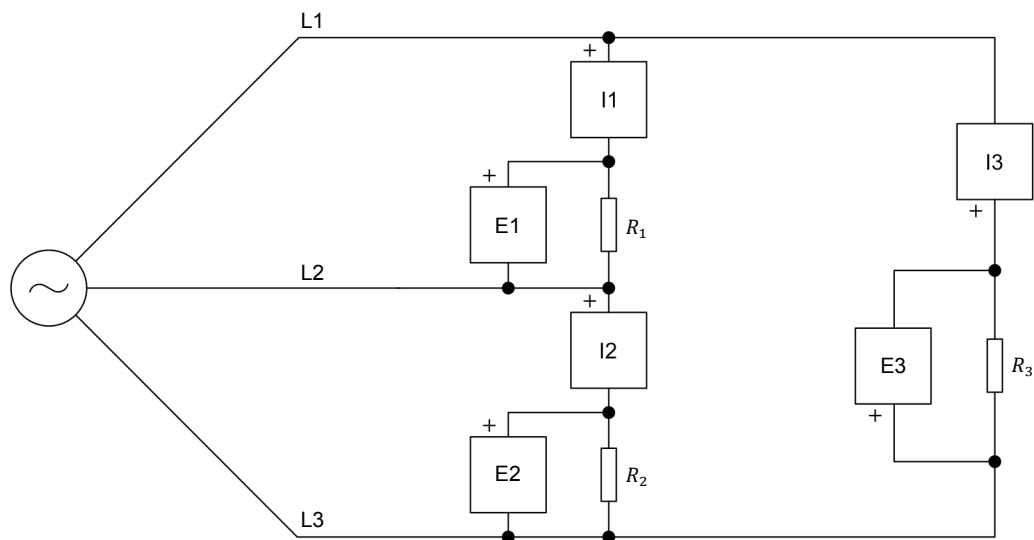 L1
+
I1
I3
+
+
E1
R₁
L2
+
I2
E3
R₃
+
+
E2
R₂
L3